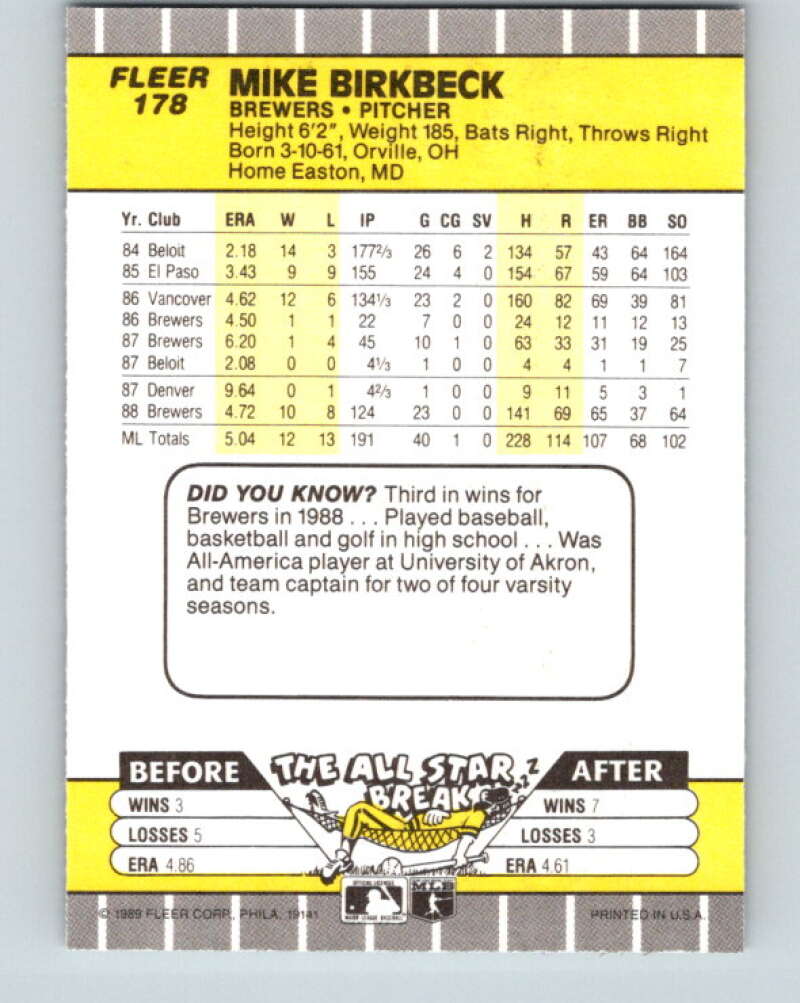 FLEER
178
MIKE BIRKBECK
BREWERS • PITCHER
Height 6'2", Weight 185, Bats Right, Throws Right
Born 3-10-61, Orville, OH
Home Easton, MD
Yr. Club ERA W L IP G CG SV H R ER BB SO
84 Beloit 2.18 14 3 177 2/3 26 6 2 134 57 43 64 164
85 El Paso 3.43 9 9 155 24 4 0 154 67 59 64 103
86 Vancover 4.62 12 6 134 1/3 23 2 0 160 82 69 39 81
86 Brewers 4.50 1 1 22 7 0 0 24 12 11 12 13
87 Brewers 6.20 1 4 45 10 1 0 63 33 31 19 25
87 Beloit 2.08 0 0 4 1/3 1 0 0 4 4 1 1 7
87 Denver 9.64 0 1 4 2/3 1 0 0 9 11 5 3 1
88 Brewers 4.72 10 8 124 23 0 0 141 69 65 37 64
ML Totals 5.04 12 13 191 40 1 0 228 114 107 68 102
DID YOU KNOW? Third in wins for
Brewers in 1988 . . . Played baseball,
basketball and golf in high school . . . Was
All-America player at University of Akron,
and team captain for two of four varsity
seasons.
BEFORE THE ALL STAR BREAK ZZZ AFTER
WINS 3 WINS 7
LOSSES 5 LOSSES 3
ERA 4.86 ERA 4.61
MLB
© 1989 FLEER CORP., PHILA. 19141 PRINTED IN U.S.A.